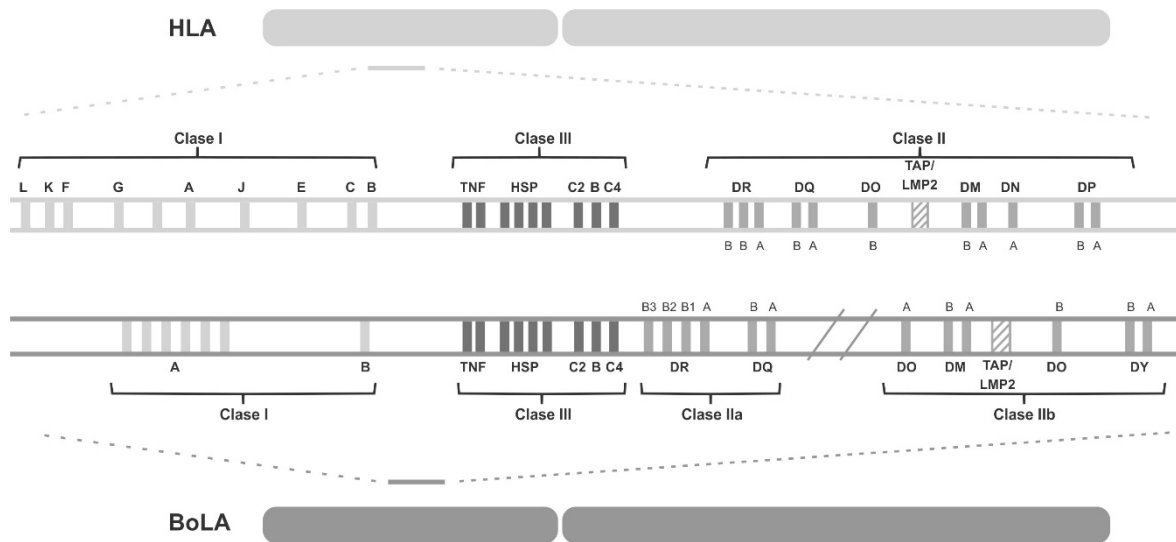 HLA
Clase I Clase III Clase II
L K F G A J E C B TNF HSP C2 B C4 DR DQ DO TAP/ LMP2 DM DN DP
B B A B A B B A A B A
B3 B2 B1 A B A A B A B B A
A B TNF HSP C2 B C4 DR DQ DO DM TAP/ LMP2 DO DY
Clase I Clase III Clase IIa Clase IIb
BoLA